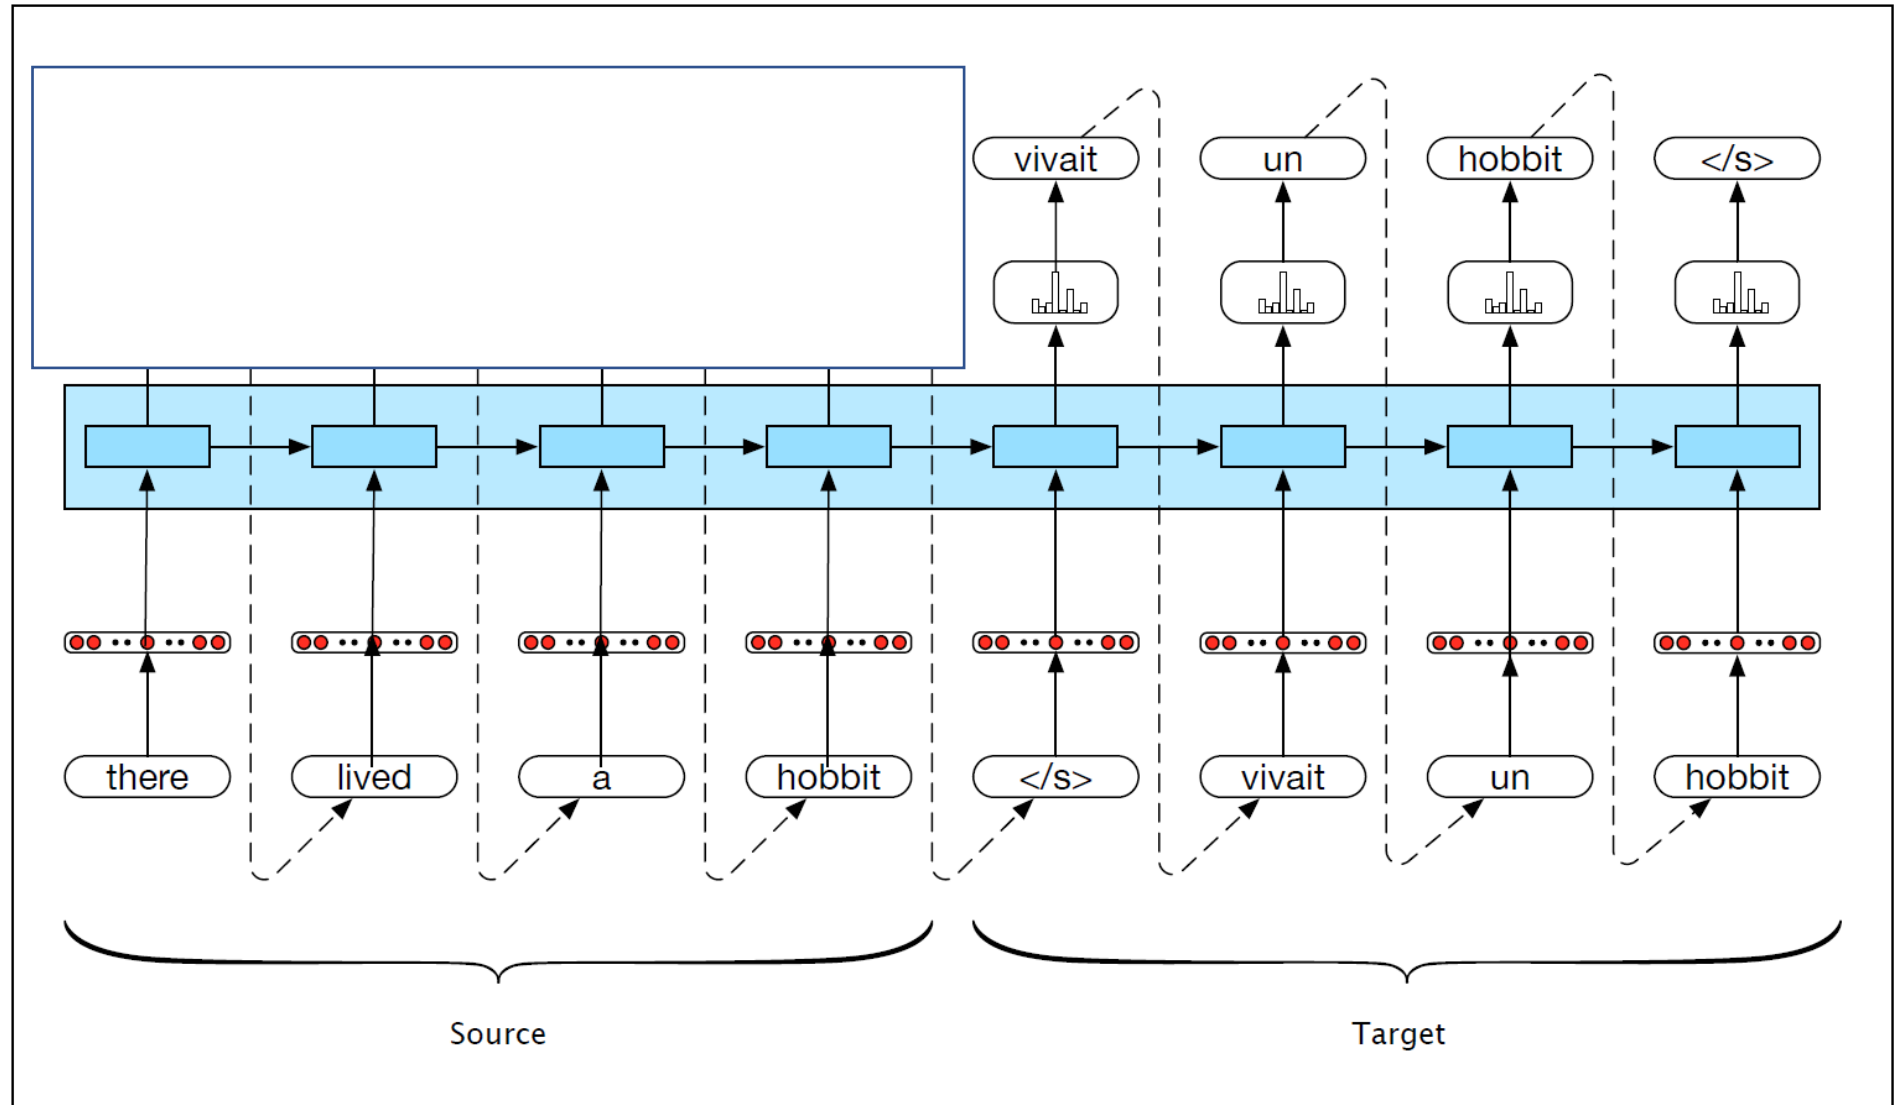 vivait un hobbit </s>
there lived a hobbit </s> vivait un hobbit
Source Target